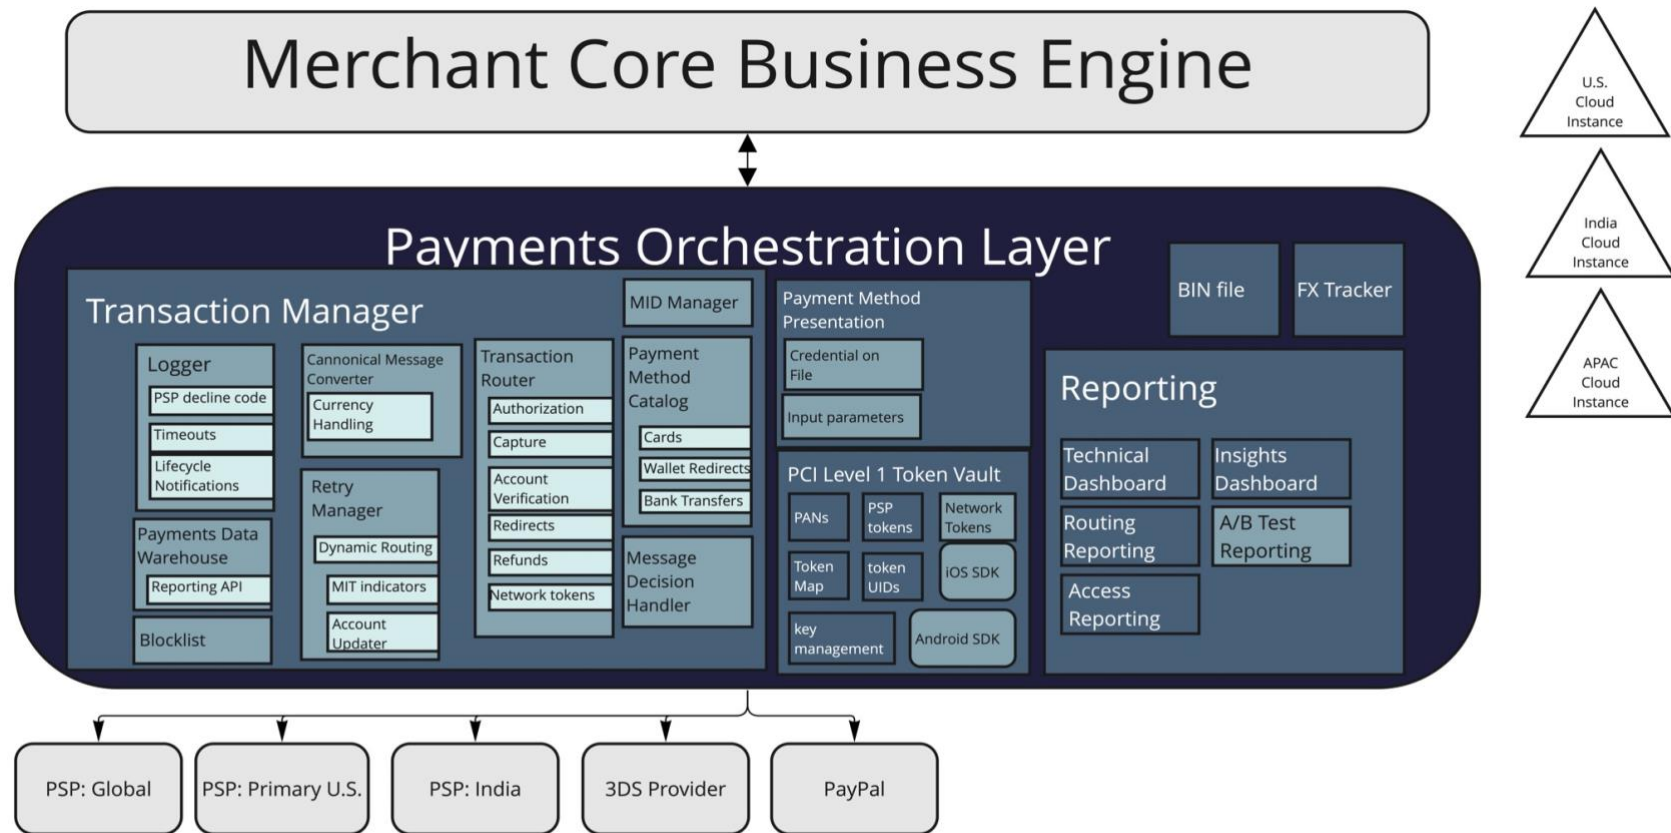 Merchant Core Business Engine
U.S.
Cloud
Instance
India
Cloud
Instance
APAC
Cloud
Instance
Payments Orchestration Layer
BIN file
FX Tracker
Transaction Manager
MID Manager
Logger
PSP decline code
Timeouts
Lifecycle
Notifications
Payments Data
Warehouse
Reporting API
Blocklist
Cannonical Message
Converter
Currency
Handling
Retry
Manager
Dynamic Routing
MIT indicators
Account
Updater
Transaction
Router
Authorization
Capture
Account
Verification
Redirects
Refunds
Network tokens
Payment
Method
Catalog
Cards
Wallet Redirects
Bank Transfers
Message
Decision
Handler
Payment Method
Presentation
Credential on
File
Input parameters
PCI Level 1 Token Vault
PANs
PSP
tokens
Network
Tokens
Token
Map
token
UIDs
iOS SDK
key
management
Android SDK
Reporting
Technical
Dashboard
Insights
Dashboard
Routing
Reporting
A/B Test
Reporting
Access
Reporting
PSP: Global
PSP: Primary U.S.
PSP: India
3DS Provider
PayPal